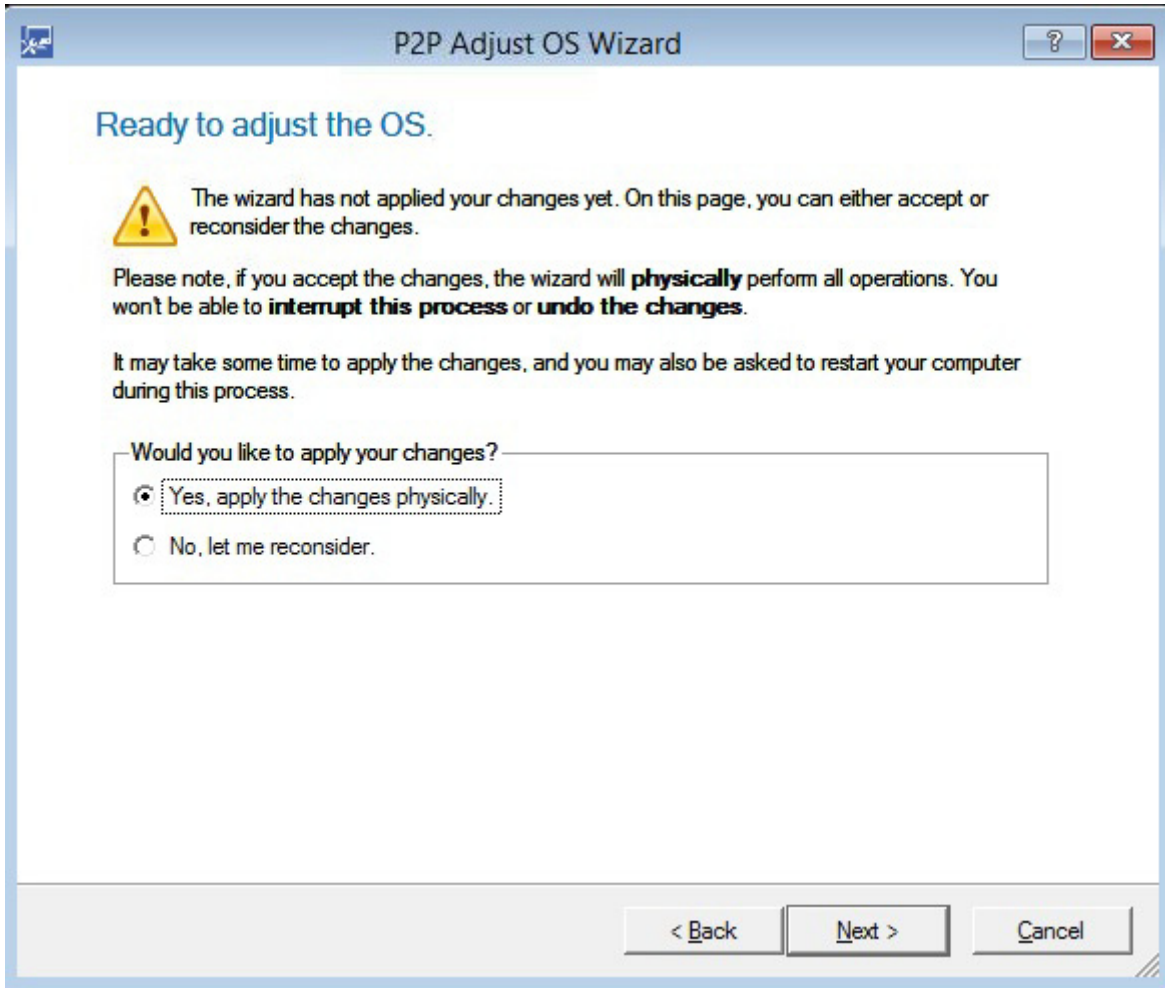 P2P Adjust OS Wizard
Ready to adjust the OS.
The wizard has not applied your changes yet. On this page, you can either accept or
reconsider the changes.
Please note, if you accept the changes, the wizard will physically perform all operations. You
won't be able to interrupt this process or undo the changes.
It may take some time to apply the changes, and you may also be asked to restart your computer
during this process.
Would you like to apply your changes?
Yes, apply the changes physically.
No, let me reconsider.
< Back Next > Cancel